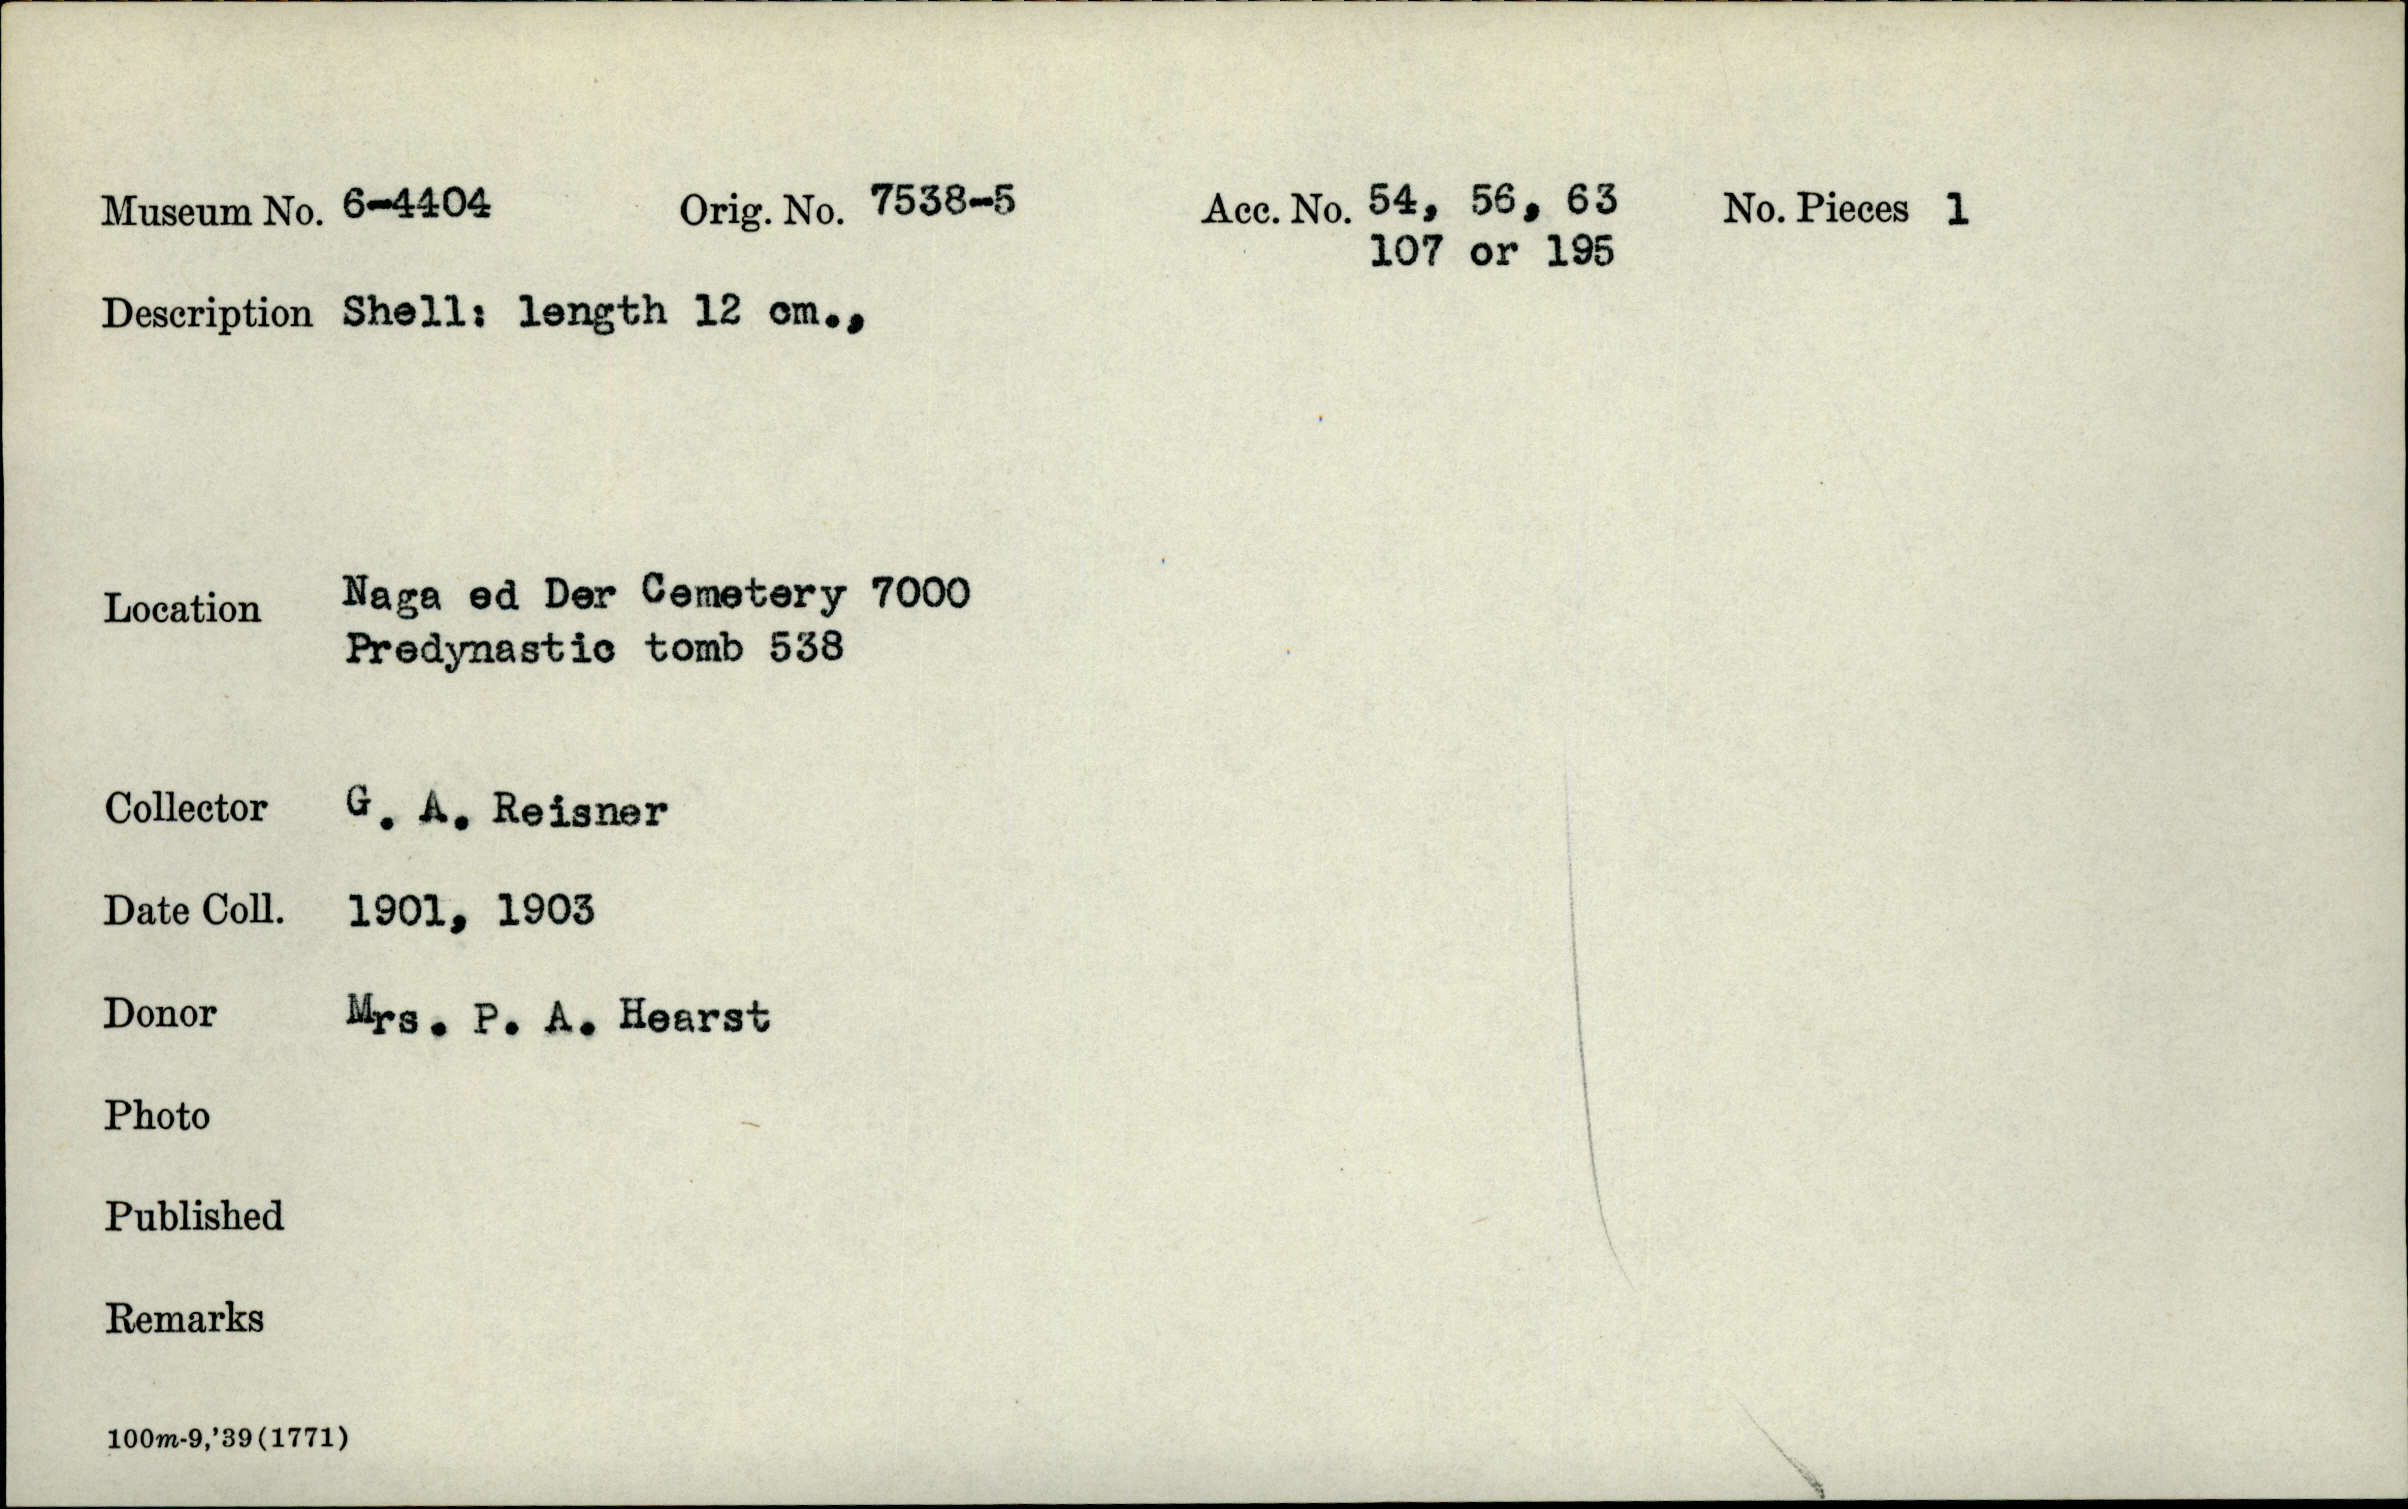 Museum No. 6-4404 Orig. No. 7538-5 Acc. No. 54, 56, 63 No. Pieces 1
107 or 195
Description Shell: length 12 cm.,
Location Naga ed Der Cemetery 7000
Predynastic tomb 538
Collector G. A. Reisner
Date Coll. 1901, 1903
Donor Mrs. P. A. Hearst
Photo
Published
Remarks
100m-9,'39(1771)